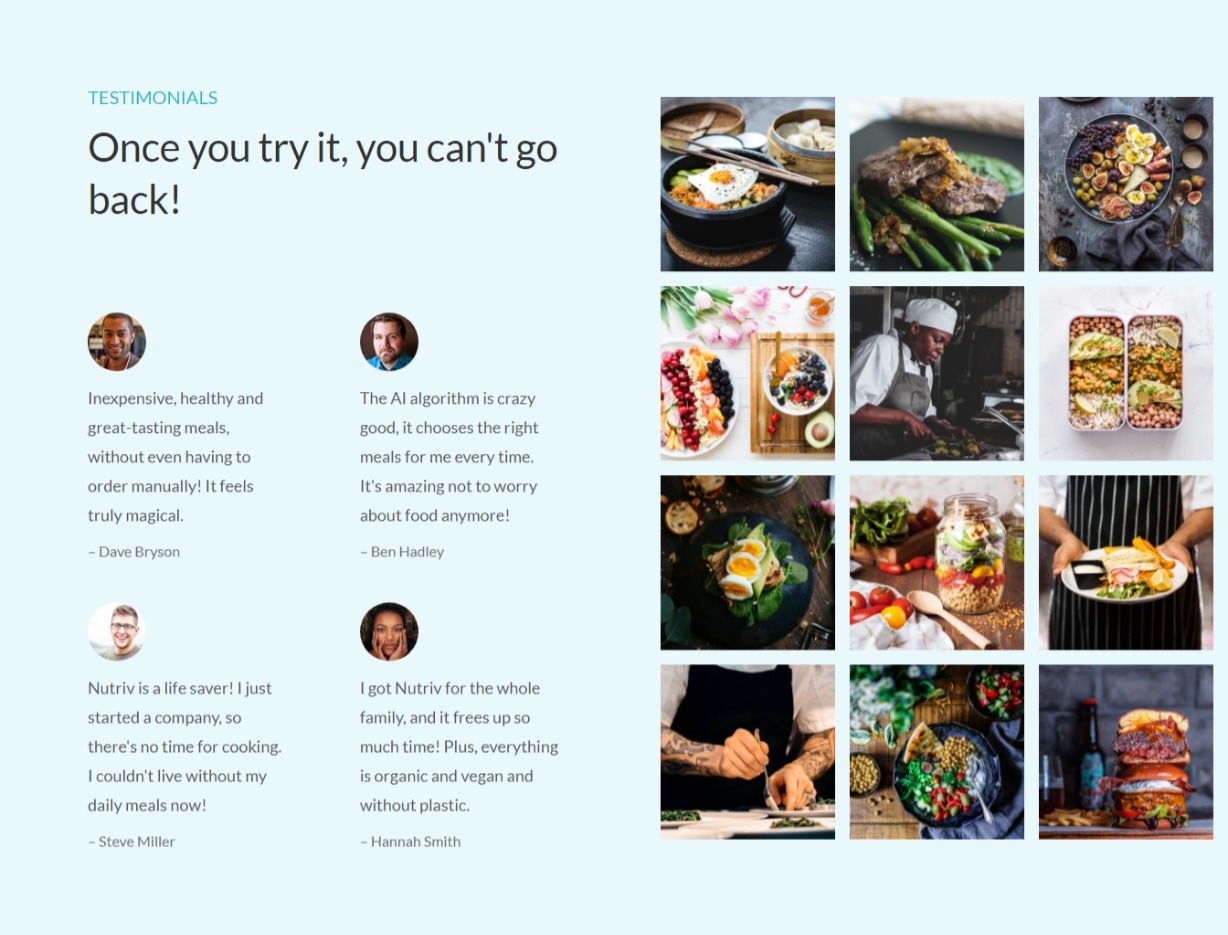 TESTIMONIALS
Once you try it, you can't go
back!
Inexpensive, healthy and
great-tasting meals,
without even having to
order manually! It feels
truly magical.
– Dave Bryson
The AI algorithm is crazy
good, it chooses the right
meals for me every time.
It's amazing not to worry
about food anymore!
– Ben Hadley
Nutriv is a life saver! I just
started a company, so
there's no time for cooking.
I couldn't live without my
daily meals now!
– Steve Miller
I got Nutriv for the whole
family, and it frees up so
much time! Plus, everything
is organic and vegan and
without plastic.
– Hannah Smith